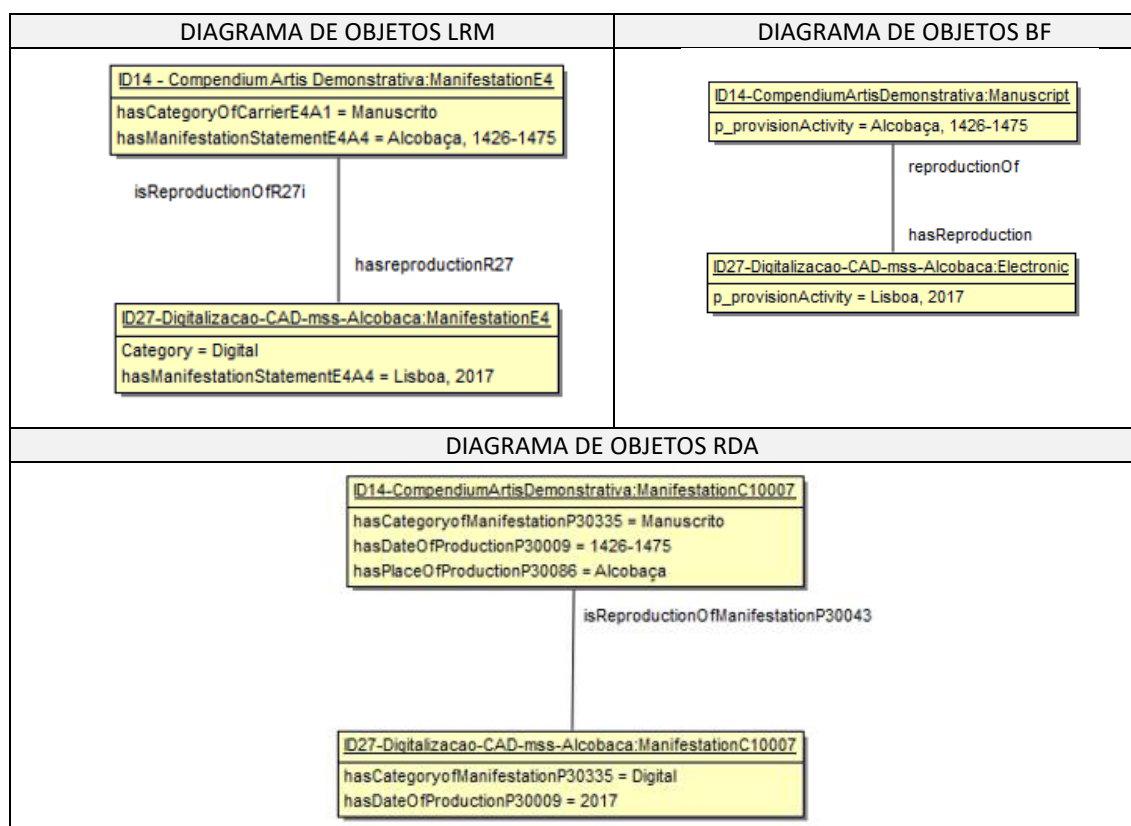 DIAGRAMA DE OBJETOS LRM
ID14 - Compendium Artis Demonstrativa:ManifestationE4
hasCategoryOfCarrierE4A1 = Manuscrito
hasManifestationStatementE4A4 = Alcobaça, 1426-1475
isReproductionOfR27i
hasreproductionR27
ID27-Digitalizacao-CAD-mss-Alcobaca:ManifestationE4
Category = Digital
hasManifestationStatementE4A4 = Lisboa, 2017
DIAGRAMA DE OBJETOS BF
ID14-CompendiumArtisDemonstrativa:Manuscript
p_provisionActivity = Alcobaça, 1426-1475
reproductionOf
hasReproduction
ID27-Digitalizacao-CAD-mss-Alcobaca:Electronic
p_provisionActivity = Lisboa, 2017
DIAGRAMA DE OBJETOS RDA
ID14-CompendiumArtisDemonstrativa:ManifestationC10007
hasCategoryofManifestationP30335 = Manuscrito
hasDateOfProductionP30009 = 1426-1475
hasPlaceOfProductionP30086 = Alcobaça
isReproductionOfManifestationP30043
ID27-Digitalizacao-CAD-mss-Alcobaca:ManifestationC10007
hasCategoryofManifestationP30335 = Digital
hasDateOfProductionP30009 = 2017